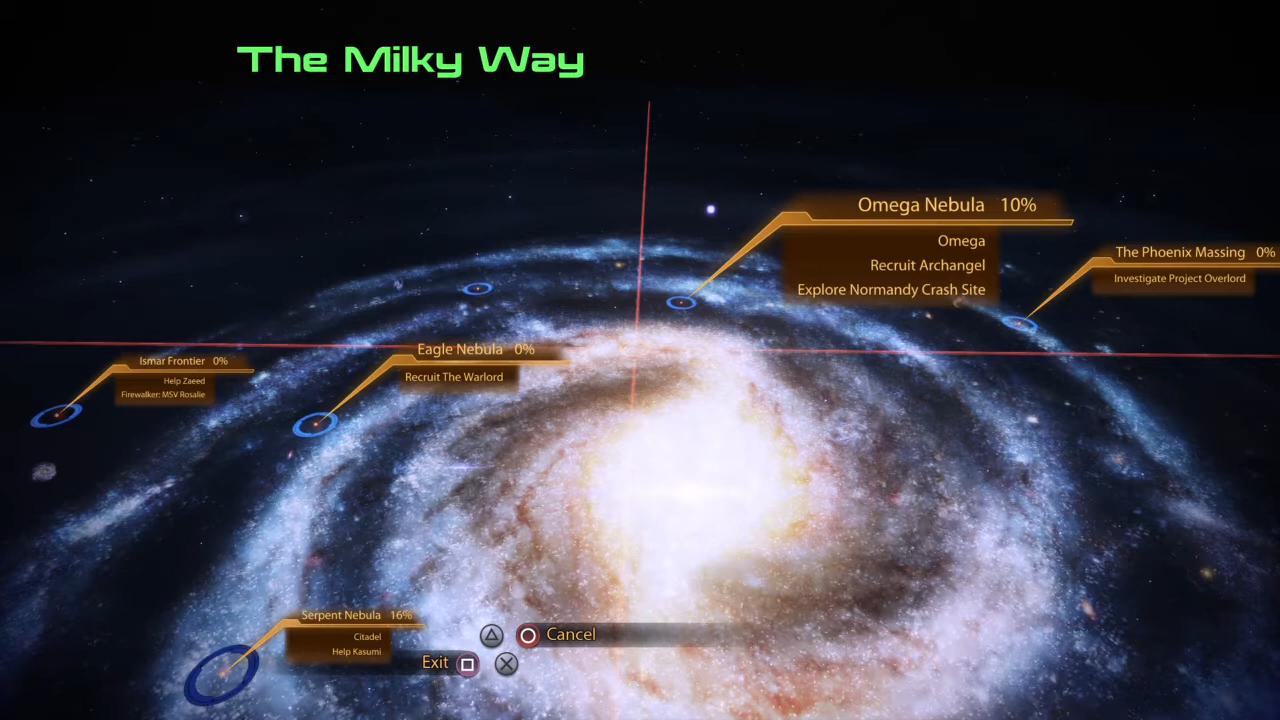 The Milky Way
Omega Nebula 10%
Omega
Recruit Archangel
Explore Normandy Crash Site
The Phoenix Massing 0%
Investigate Project Overlord
Eagle Nebula 0%
Recruit The Warlord
Ismar Frontier 0%
Help Zaeed
Firewalker: MSV Rosalie
Serpent Nebula 16%
Citadel
Help Kasumi
Cancel
Exit